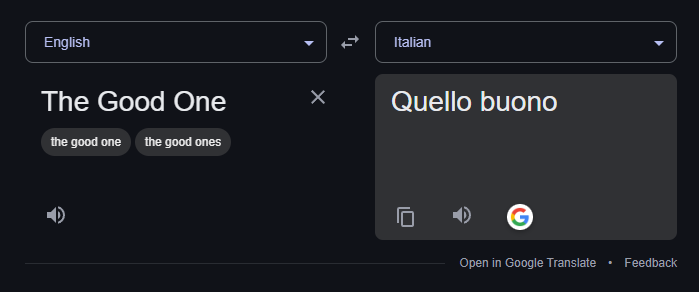 English
Italian
The Good One
Quello buono
the good one
the good ones
Open in Google Translate • Feedback